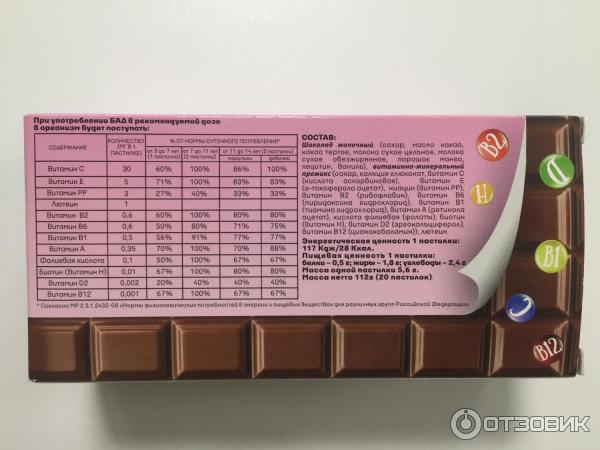 При употреблении БАД в рекомендуемой дозе
в организм будет поступать:
СОДЕРЖАНИЕ
КОЛИЧЕСТВО (МГ В 1 ПАСТИЛКЕ)
% ОТ НОРМЫ СУТОЧНОГО ПОТРЕБЛЕНИЯ*
от 3 до 7 лет (1 пастилка) от 7 до 11 лет (2 пастилки) от 11 до 14 лет (2 пастилки)
мальчики девочки
Витамин С 30 60% 100% 86% 100%
Витамин Е 5 71% 100% 83% 83%
Витамин РР 3 27% 40% 33% 33%
Лютеин 1
Витамин В2 0,6 60% 100% 80% 80%
Витамин В6 0,6 50% 80% 71% 75%
Витамин В1 0,5 56% 91% 77% 77%
Витамин А 0,35 70% 100% 70% 88%
Фолиевая кислота 0,1 50% 100% 67% 67%
Биотин (Витамин Н) 0,01 67% 100% 80% 80%
Витамин D2 0,002 20% 40% 40% 40%
Витамин В12 0,001 67% 100% 67% 67%
* Согласно МР 2.3.1.2432-08 «Нормы физиологических потребностей в энергии и пищевых веществах для различных групп Российской Федерации»
СОСТАВ:
Шоколад молочный (сахар, масло какао,
какао тертое, молоко сухое цельное, молоко
сухое обезжиренное, порошок манго,
лецитин, ваниль), витаминно-минеральный
премикс (сахар, кальция глюконат, витамин С
(кислота аскорбиновая), витамин Е
(α-токоферола ацетат), ниацин (витамин РР),
витамин В2 (рибофлавин), витамин В6
(пиридоксина гидрохлорид), витамин В1
(тиамина гидрохлорид), витамин А (ретинола
ацетат), кислота фолиевая (фолаты), биотин
(витамин Н), витамин D2 (эргокальциферол),
витамин В12 (цианокобаламин)), лютеин
Энергетическая ценность 1 пастилки:
117 Кдж/28 Ккал.
Пищевая ценность 1 пастилки:
белки – 0,5 г; жиры – 1,8 г; углеводы – 2,4 г
Масса одной пастилки 5,6 г.
Масса нетто 112г (20 пастилок)
B2
H
D
B1
C
B12
ОТЗОВИК